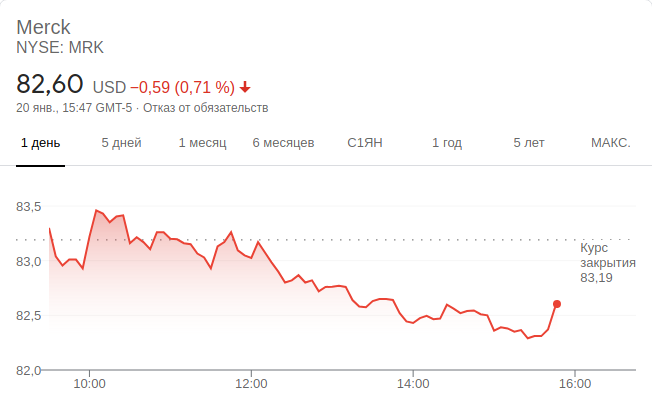 Merck
NYSE: MRK
82,60 USD −0,59 (0,71 %)
20 янв., 15:47 GMT-5 · Отказ от обязательств
1 день 5 дней 1 месяц 6 месяцев С1ЯН 1 год 5 лет МАКС.
83,5
Курс
закрытия
83,0
83,19
82,5
82,0
10:00 12:00 14:00 16:00